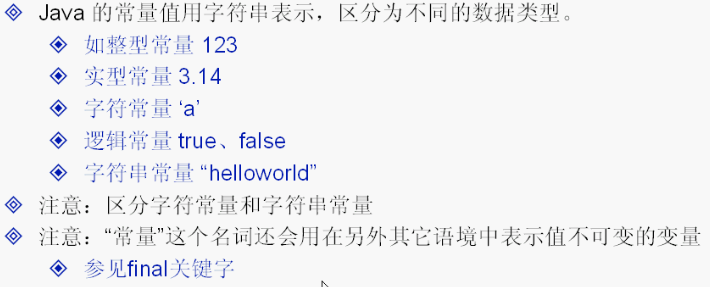 Java 的常量值用字符串表示，区分为不同的数据类型。
如整型常量 123
实型常量 3.14
字符常量 ‘a’
逻辑常量 true、false
字符串常量 “helloworld”
注意：区分字符常量和字符串常量
注意：“常量”这个名词还会用在另外其它语境中表示值不可变的变量
参见final关键字